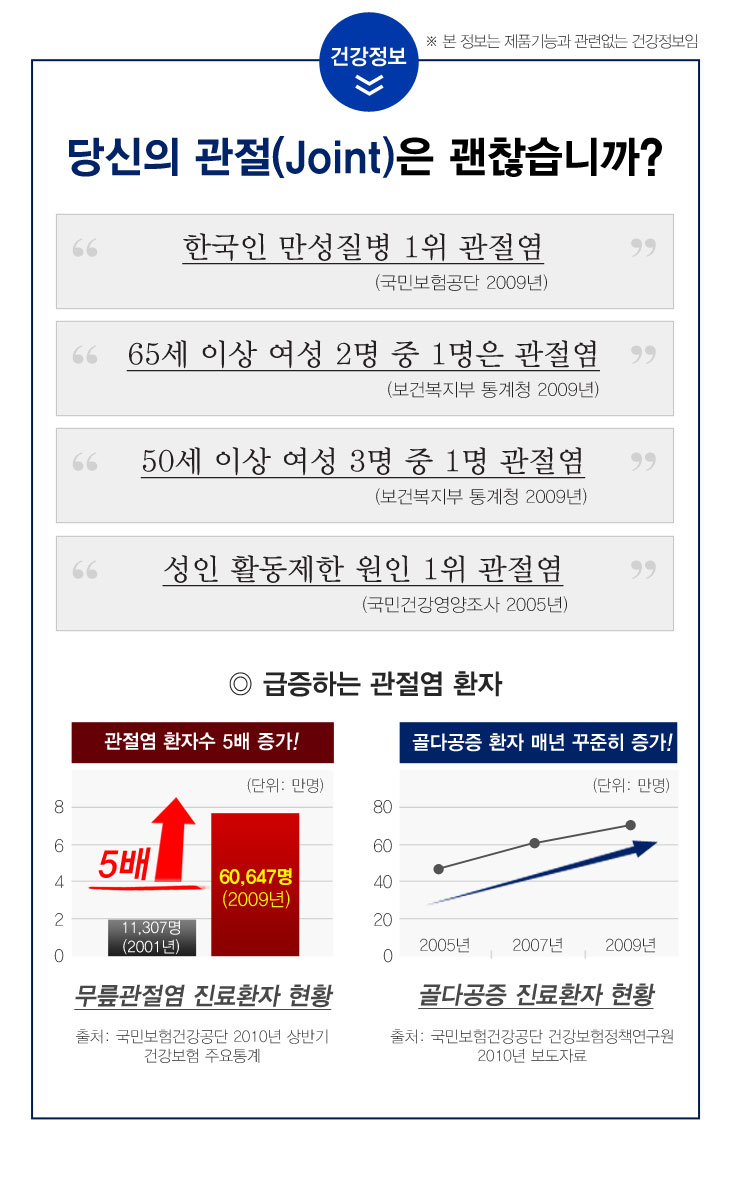 건강정보
※ 본 정보는 제품기능과 관련없는 건강정보임
당신의 관절(Joint)은 괜찮습니까?
“ 한국인 만성질병 1위 관절염 ”
(국민보험공단 2009년)
“ 65세 이상 여성 2명 중 1명은 관절염 ”
(보건복지부 통계청 2009년)
“ 50세 이상 여성 3명 중 1명 관절염 ”
(보건복지부 통계청 2009년)
“ 성인 활동제한 원인 1위 관절염 ”
(국민건강영양조사 2005년)
◎ 급증하는 관절염 환자
관절염 환자수 5배 증가!
(단위: 만명)
8
6
4
2
0
5배
11,307명
(2001년)
60,647명
(2009년)
무릎관절염 진료환자 현황
출처: 국민보험건강공단 2010년 상반기
건강보험 주요통계
골다공증 환자 매년 꾸준히 증가!
(단위: 만명)
80
60
40
20
0
2005년
2007년
2009년
골다공증 진료환자 현황
출처: 국민보험건강공단 건강보험정책연구원
2010년 보도자료